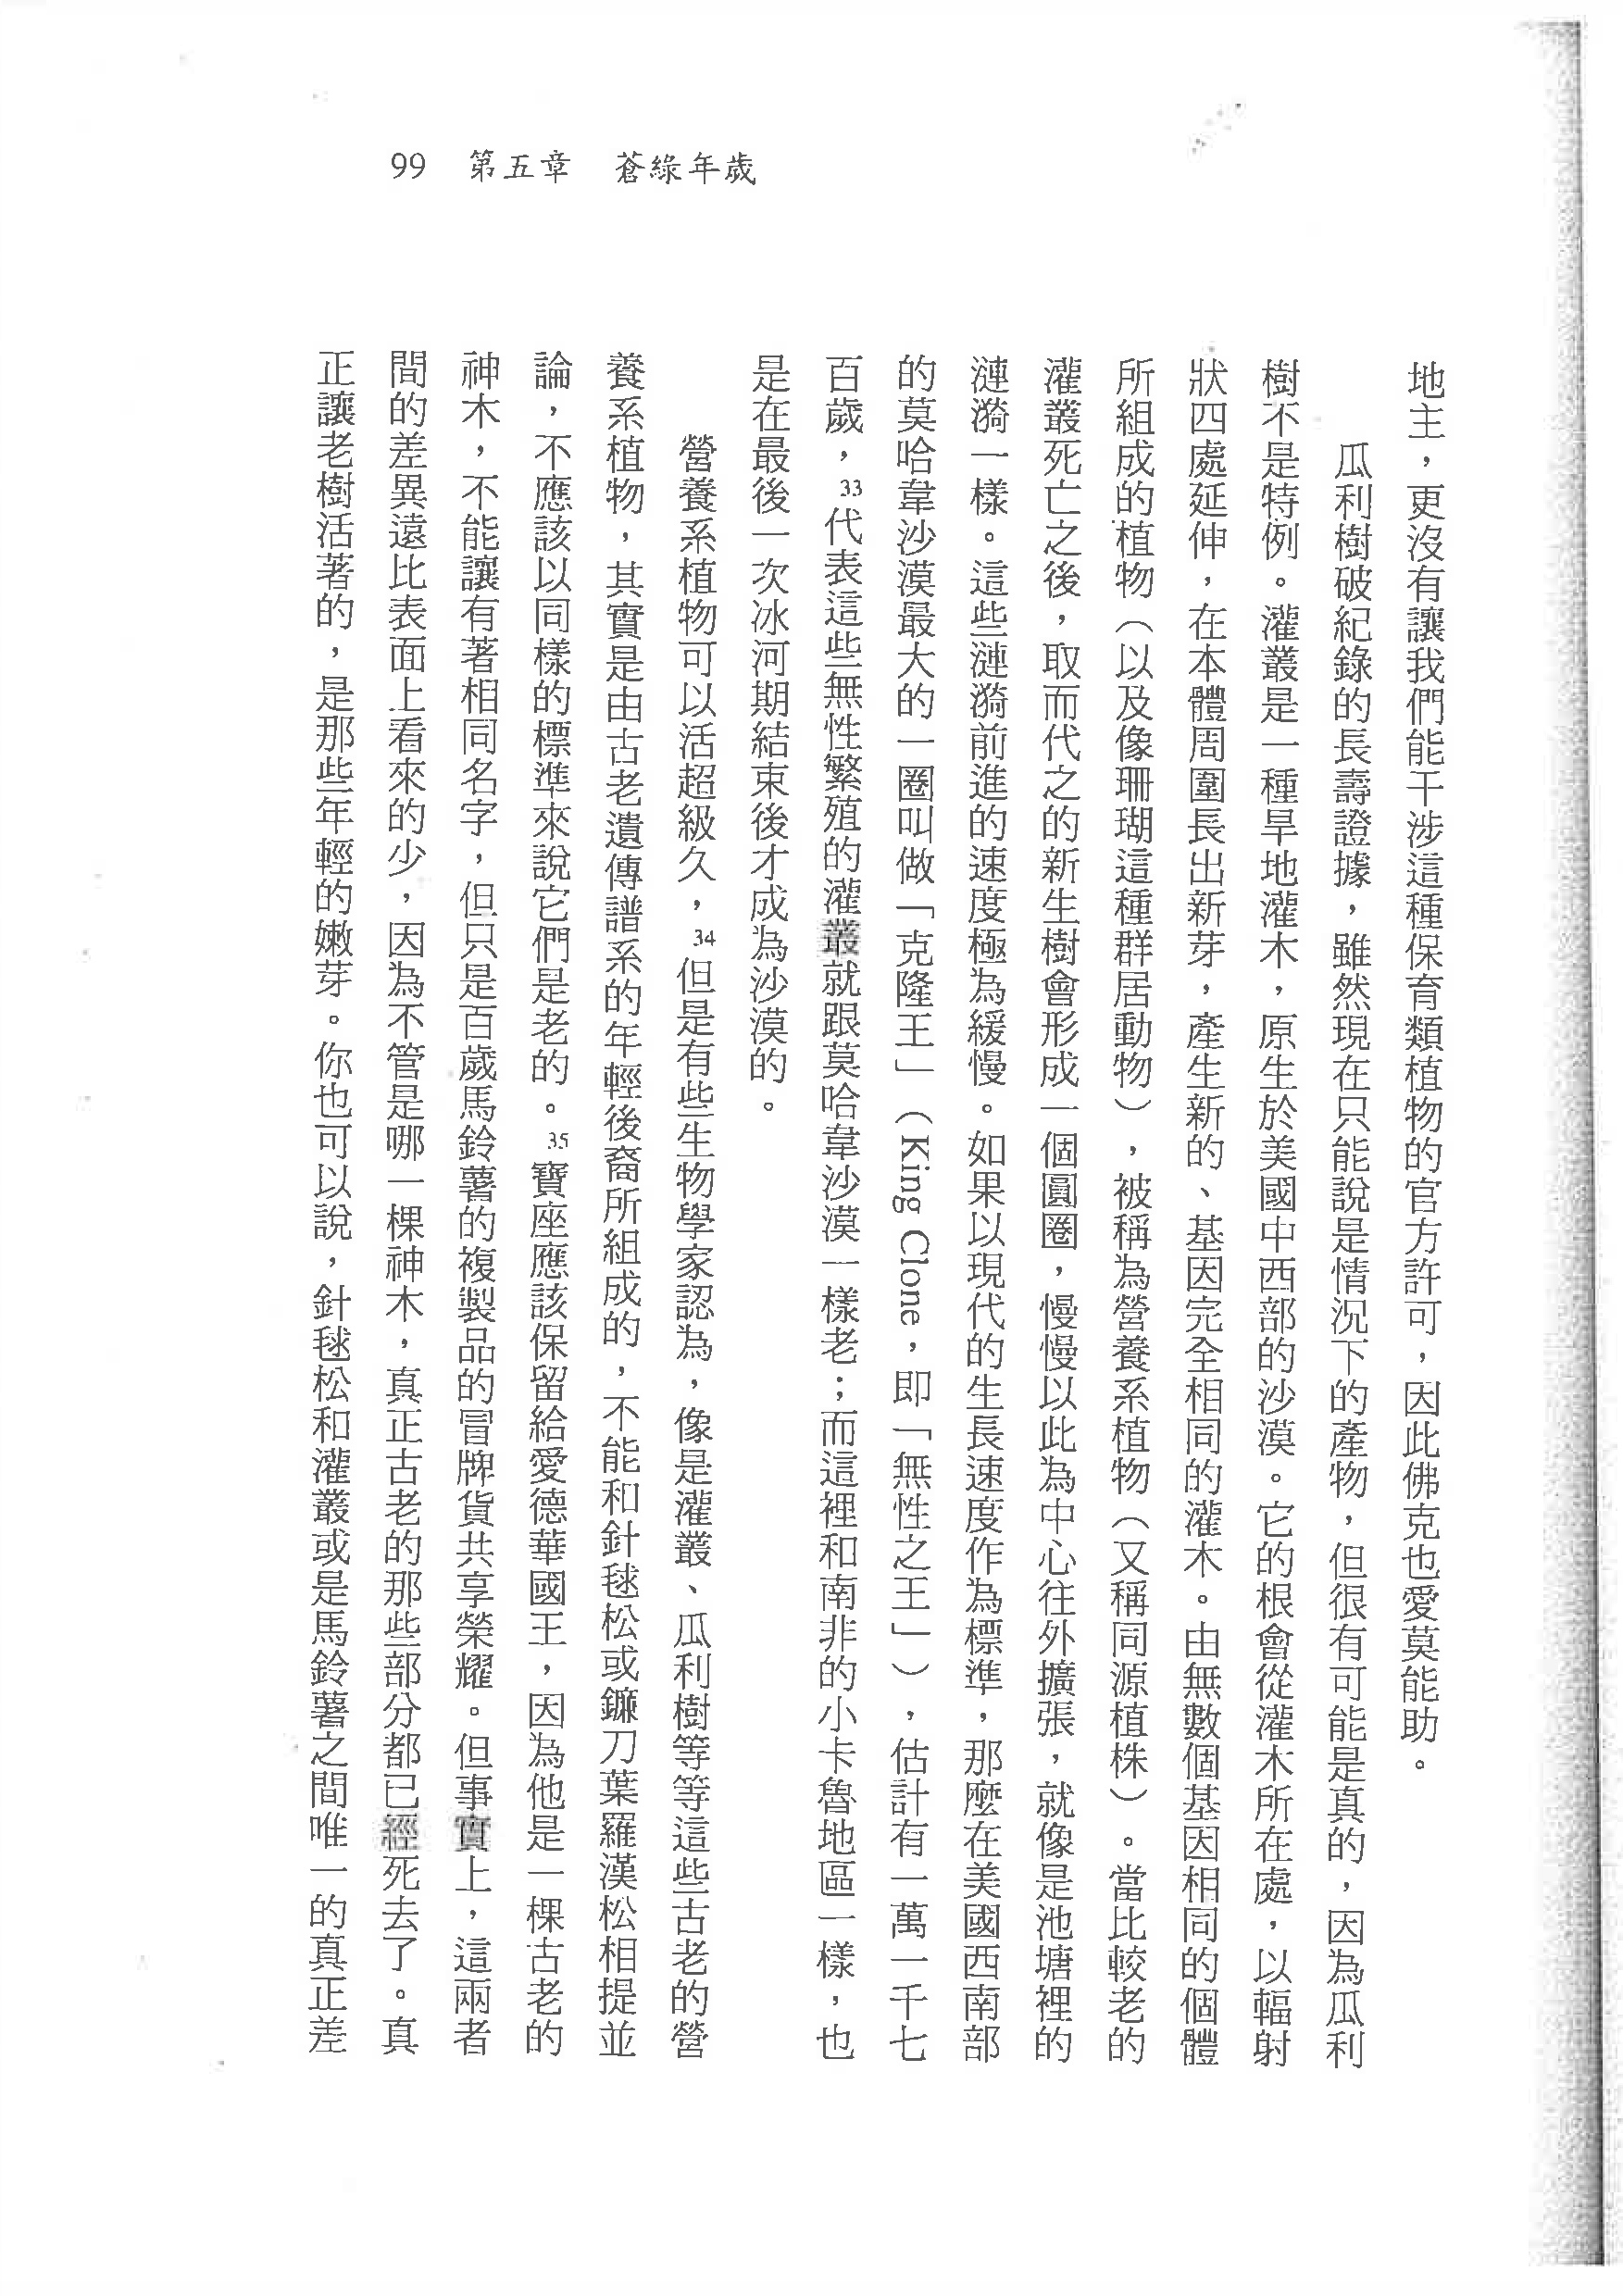 99 第五章 蒼綠年歲
地主，更沒有讓我們能干涉這種保育類植物的官方許可，因此佛克也愛莫能助。
瓜利樹破紀錄的長壽證據，雖然現在只能說是情況下的產物，但很有可能是真的，因為瓜利
樹不是特例。灌叢是一種旱地灌木，原生於美國中西部的沙漠。它的根會從灌木所在處，以輻射
狀四處延伸，在本體周圍長出新芽，產生新的、基因完全相同的灌木。由無數個基因相同的個體
所組成的植物（以及像珊瑚這種群居動物），被稱為營養系植物（又稱同源植株）。當比較老的
灌叢死亡之後，取而代之的新生樹會形成一個圓圈，慢慢以此為中心往外擴張，就像是池塘裡的
漣漪一樣。這些漣漪前進的速度極為緩慢。如果以現代的生長速度作為標準，那麼在美國西南部
的莫哈韋沙漠最大的一圈叫做「克隆王」（King Clone，即「無性之王」），估計有一萬一千七
百歲，33代表這些無性繁殖的灌叢就跟莫哈韋沙漠一樣老；而這裡和南非的小卡魯地區一樣，也
是在最後一次冰河期結束後才成為沙漠的。
營養系植物可以活超級久，34但是有些生物學家認為，像是灌叢、瓜利樹等等這些古老的營
養系植物，其實是由古老遺傳譜系的年輕後裔所組成的，不能和針毬松或鐮刀葉羅漢松相提並
論，不應該以同樣的標準來說它們是老的。35寶座應該保留給愛德華國王，因為他是一棵古老的
神木，不能讓有著相同名字，但只是百歲馬鈴薯的複製品的冒牌貨共享榮耀。但事實上，這兩者
間的差異遠比表面上看來的少，因為不管是哪一棵神木，真正古老的那些部分都已經死去了。真
正讓老樹活著的，是那些年輕的嫩芽。你也可以說，針毬松和灌叢或是馬鈴薯之間唯一的真正差